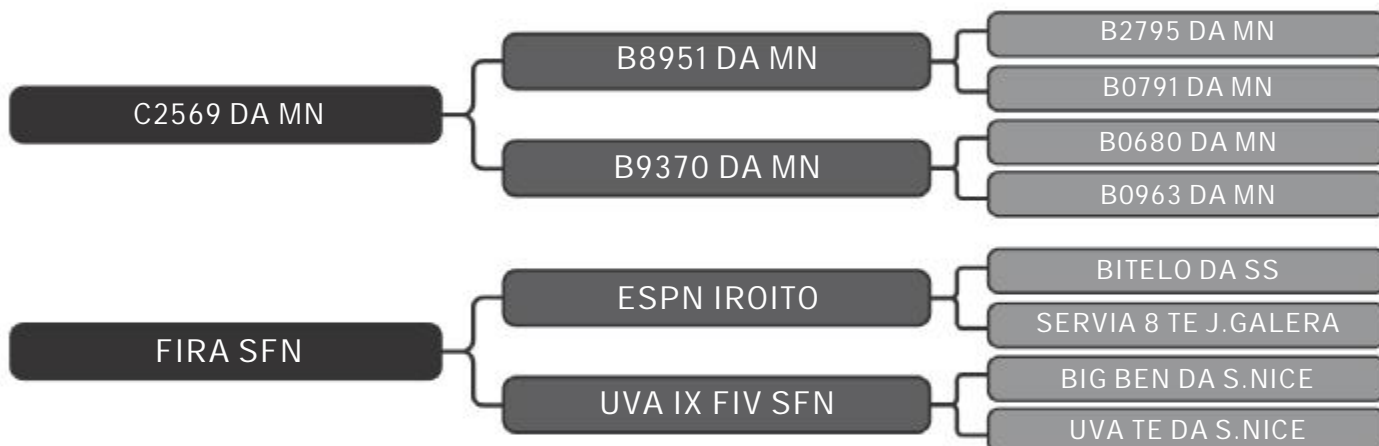 B2795 DA MN
B8951 DA MN
B0791 DA MN
C2569 DA MN
B0680 DA MN
B9370 DA MN
B0963 DA MN
BITELO DA SS
ESPN IROITO
SERVIA 8 TE J.GALERA
FIRA SFN
BIG BEN DA S.NICE
UVA IX FIV SFN
UVA TE DA S.NICE